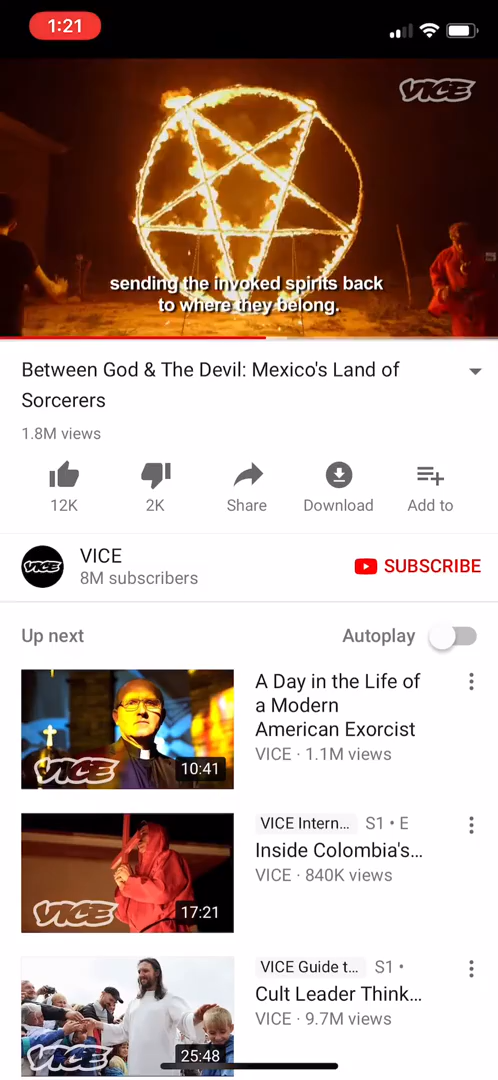 1:21
VICE
sending the invoked spirits back
to where they belong.
Between God & The Devil: Mexico's Land of
Sorcerers
1.8M views
12K
2K
Share
Download
Add to
VICE
VICE
8M subscribers
SUBSCRIBE
Up next
Autoplay
VICE
10:41
A Day in the Life of
a Modern
American Exorcist
VICE · 1.1M views
VICE
17:21
VICE Intern... S1 • E
Inside Colombia's...
VICE · 840K views
VICE
25:48
VICE Guide t... S1 •
Cult Leader Think...
VICE · 9.7M views